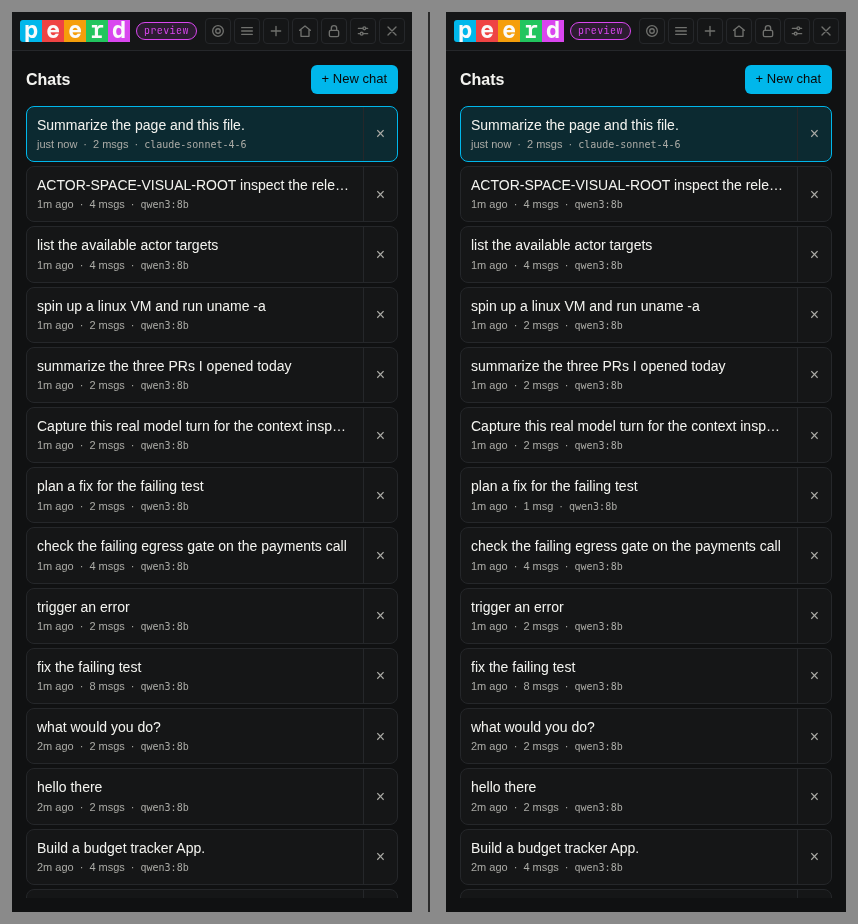 peerd preview
Chats
+ New chat
Summarize the page and this file.
just now · 2 msgs · claude-sonnet-4-6
ACTOR-SPACE-VISUAL-ROOT inspect the rele…
1m ago · 4 msgs · qwen3:8b
list the available actor targets
1m ago · 4 msgs · qwen3:8b
spin up a linux VM and run uname -a
1m ago · 2 msgs · qwen3:8b
summarize the three PRs I opened today
1m ago · 2 msgs · qwen3:8b
Capture this real model turn for the context insp…
1m ago · 2 msgs · qwen3:8b
plan a fix for the failing test
1m ago · 2 msgs · qwen3:8b
check the failing egress gate on the payments call
1m ago · 4 msgs · qwen3:8b
trigger an error
1m ago · 2 msgs · qwen3:8b
fix the failing test
1m ago · 8 msgs · qwen3:8b
what would you do?
2m ago · 2 msgs · qwen3:8b
hello there
2m ago · 2 msgs · qwen3:8b
Build a budget tracker App.
2m ago · 4 msgs · qwen3:8b
peerd preview
Chats
+ New chat
Summarize the page and this file.
just now · 2 msgs · claude-sonnet-4-6
ACTOR-SPACE-VISUAL-ROOT inspect the rele…
1m ago · 4 msgs · qwen3:8b
list the available actor targets
1m ago · 4 msgs · qwen3:8b
spin up a linux VM and run uname -a
1m ago · 2 msgs · qwen3:8b
summarize the three PRs I opened today
1m ago · 2 msgs · qwen3:8b
Capture this real model turn for the context insp…
1m ago · 2 msgs · qwen3:8b
plan a fix for the failing test
1m ago · 1 msg · qwen3:8b
check the failing egress gate on the payments call
1m ago · 4 msgs · qwen3:8b
trigger an error
1m ago · 2 msgs · qwen3:8b
fix the failing test
1m ago · 8 msgs · qwen3:8b
what would you do?
2m ago · 2 msgs · qwen3:8b
hello there
2m ago · 2 msgs · qwen3:8b
Build a budget tracker App.
2m ago · 4 msgs · qwen3:8b